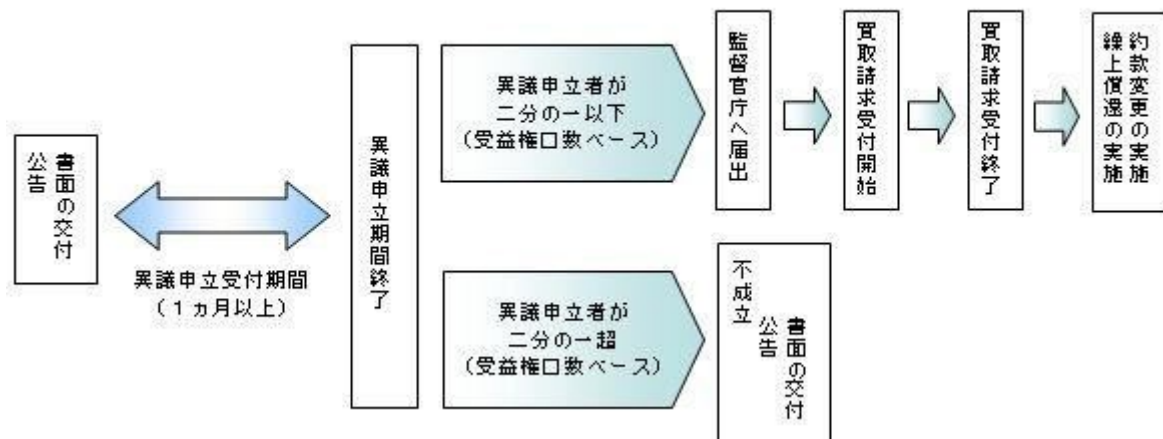 書面の交付
公告
異議申立受付期間
(1ヵ月以上)
異議申立期間終了
異議申立者が
二分の一以下
(受益権口数ベース)
監督官庁へ届出
買取請求受付開始
買取請求受付終了
約款変更の実施
繰上償還の実施
異議申立者が
二分の一超
(受益権口数ベース)
不成立
書面の交付
公告